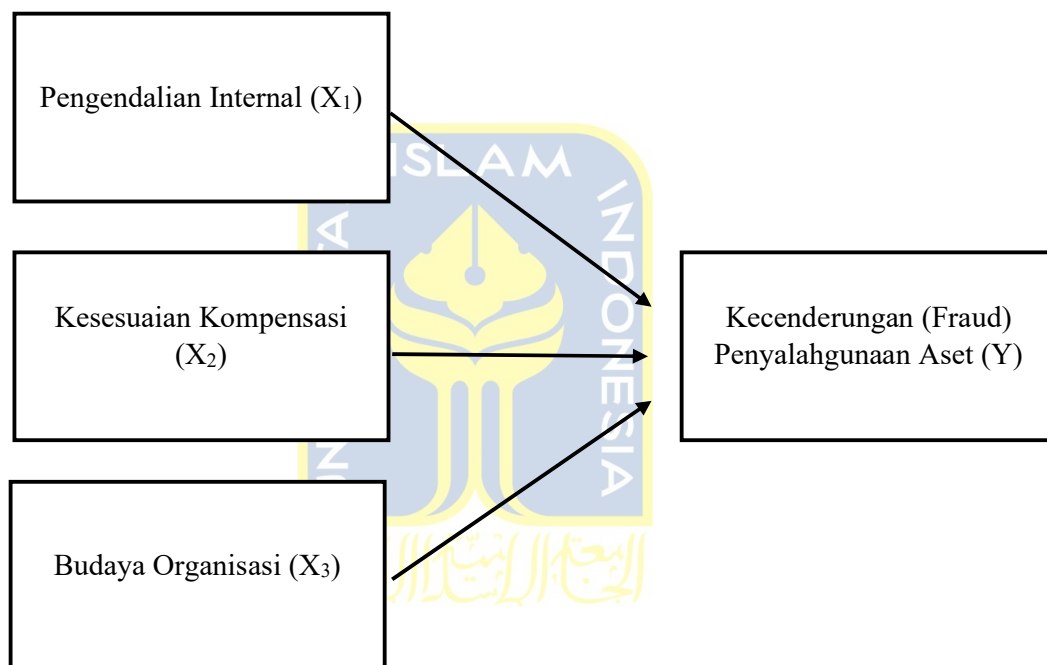 Pengendalian Internal (X₁)
ISLAM
INDONESIA
Kesesuaian Kompensasi
(X₂)
Kecenderungan (Fraud)
Penyalahgunaan Aset (Y)
Budaya Organisasi (X₃)